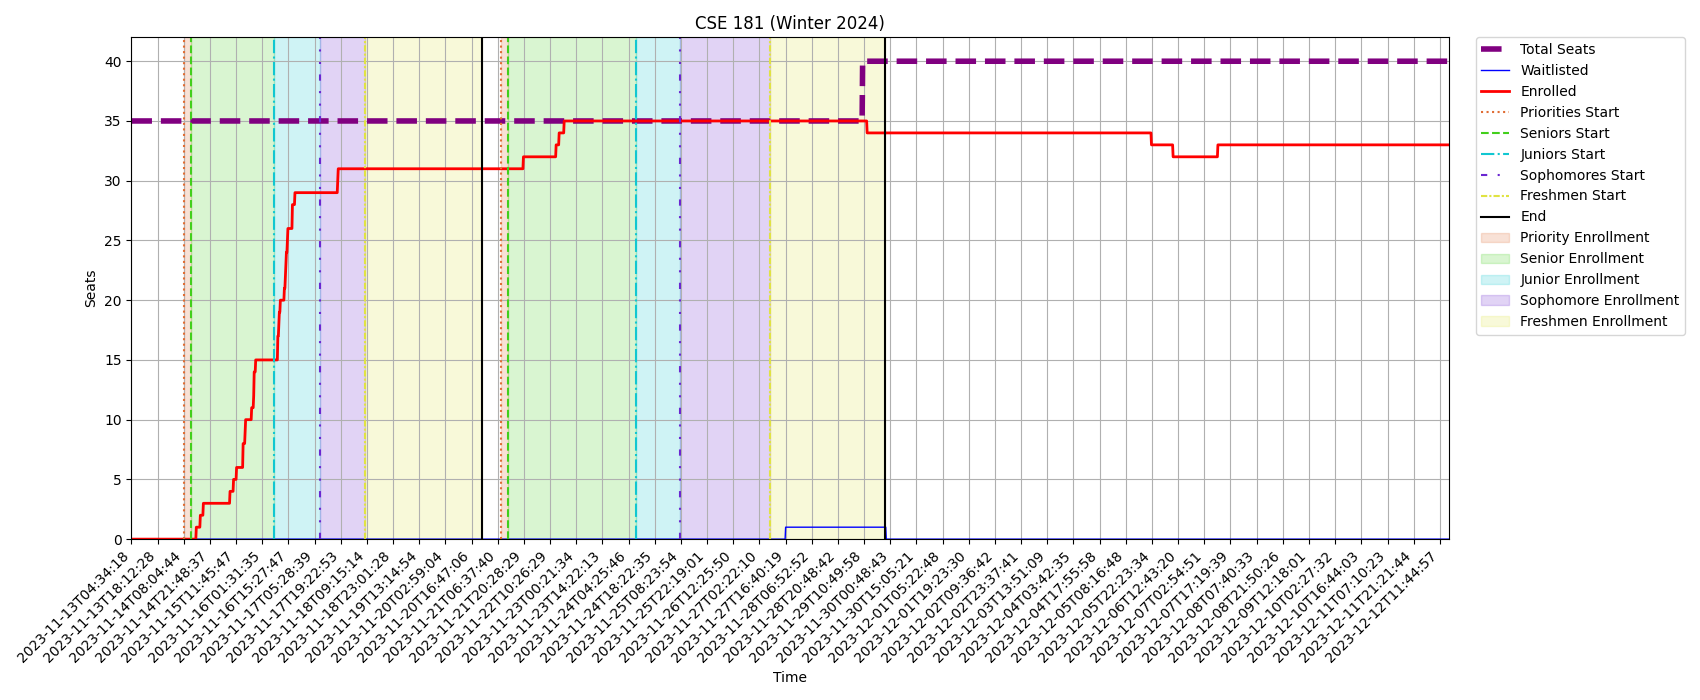 CSE 181 (Winter 2024)
Seats
40
35
30
25
20
15
10
5
0
2023-11-13T04:34:18
2023-11-13T18:12:28
2023-11-14T08:04:44
2023-11-14T21:48:37
2023-11-15T11:45:47
2023-11-16T01:31:35
2023-11-16T15:27:47
2023-11-17T05:28:39
2023-11-17T19:22:53
2023-11-18T09:15:14
2023-11-18T23:01:28
2023-11-19T13:14:54
2023-11-20T02:59:04
2023-11-20T16:47:06
2023-11-21T06:37:40
2023-11-21T20:28:29
2023-11-22T10:26:29
2023-11-23T00:21:34
2023-11-23T14:22:13
2023-11-24T04:25:46
2023-11-24T18:22:35
2023-11-25T08:23:54
2023-11-25T22:19:01
2023-11-26T12:25:50
2023-11-27T02:22:10
2023-11-27T16:40:19
2023-11-28T06:52:52
2023-11-28T20:48:42
2023-11-29T10:49:58
2023-11-30T00:48:43
2023-11-30T15:05:21
2023-12-01T05:22:48
2023-12-01T19:23:30
2023-12-02T09:36:42
2023-12-02T23:37:41
2023-12-03T13:51:09
2023-12-04T03:42:35
2023-12-04T17:55:58
2023-12-05T08:16:48
2023-12-05T22:23:34
2023-12-06T12:43:20
2023-12-07T02:54:51
2023-12-07T17:19:39
2023-12-08T07:40:33
2023-12-08T21:50:26
2023-12-09T12:18:01
2023-12-10T02:27:32
2023-12-10T16:44:03
2023-12-11T07:10:23
2023-12-11T21:21:44
2023-12-12T11:44:57
Time
Total Seats
Waitlisted
Enrolled
Priorities Start
Seniors Start
Juniors Start
Sophomores Start
Freshmen Start
End
Priority Enrollment
Senior Enrollment
Junior Enrollment
Sophomore Enrollment
Freshmen Enrollment